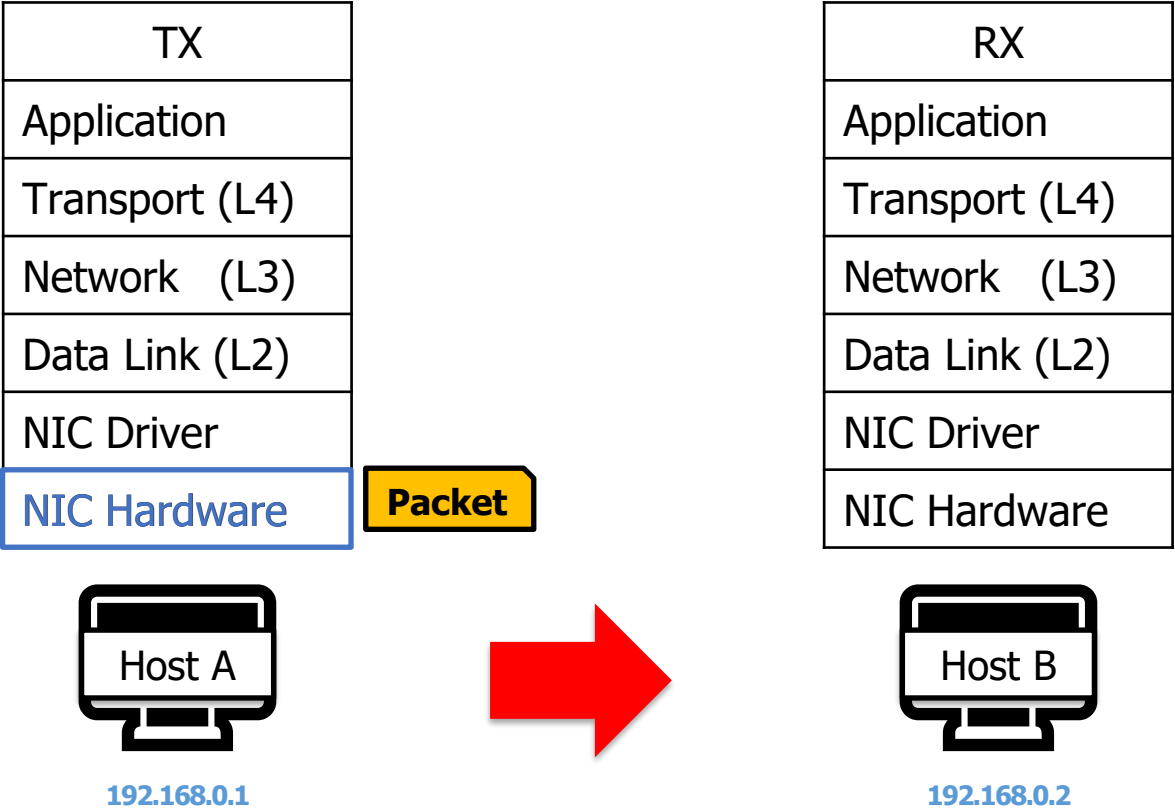 TX
Application
Transport (L4)
Network (L3)
Data Link (L2)
NIC Driver
NIC Hardware
Packet
Host A
192.168.0.1
RX
Application
Transport (L4)
Network (L3)
Data Link (L2)
NIC Driver
NIC Hardware
Host B
192.168.0.2